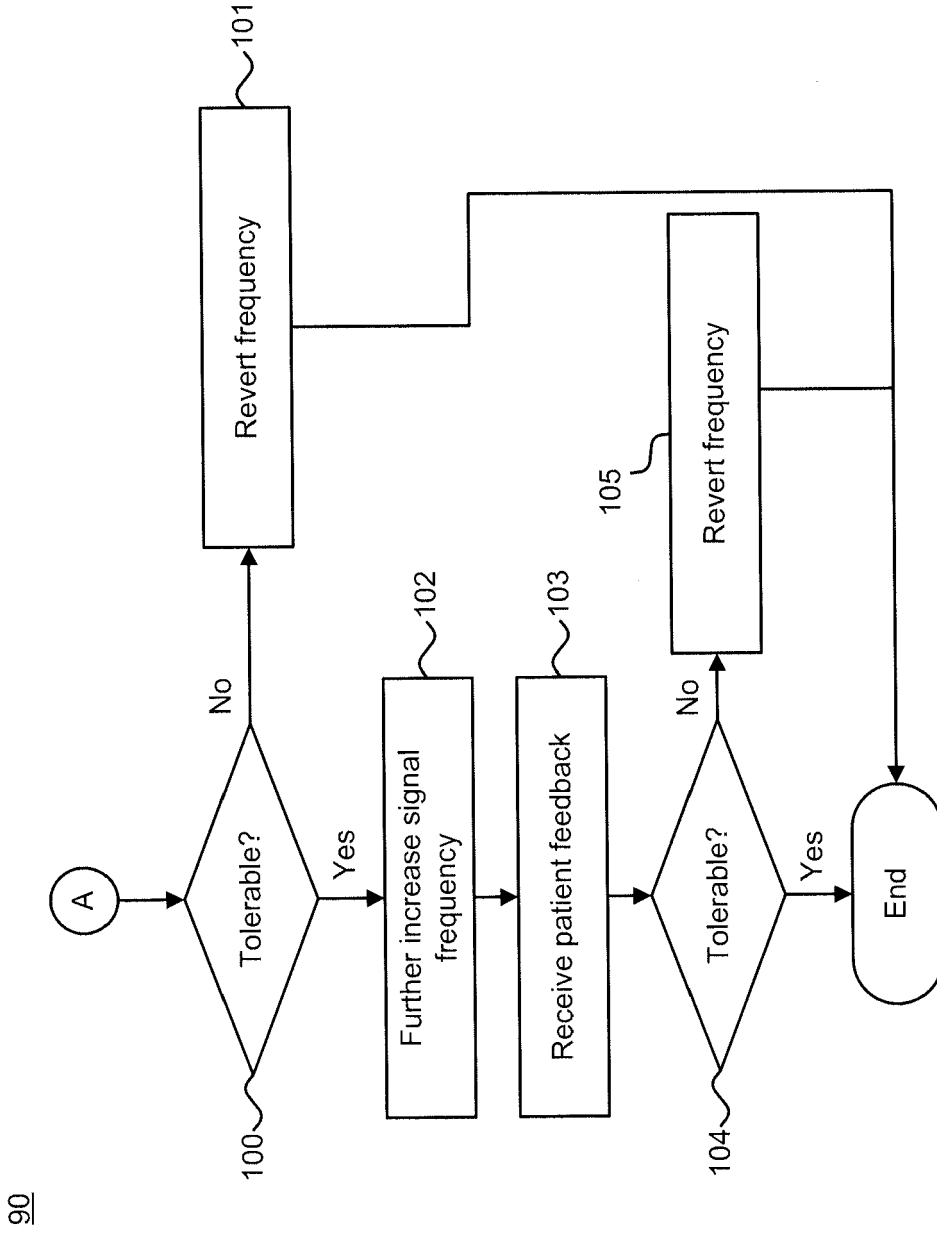 90
A
100
Tolerable?
No
101
Revert frequency
Yes
102
Further increase signal
frequency
103
Receive patient feedback
104
Tolerable?
No
105
Revert frequency
Yes
End